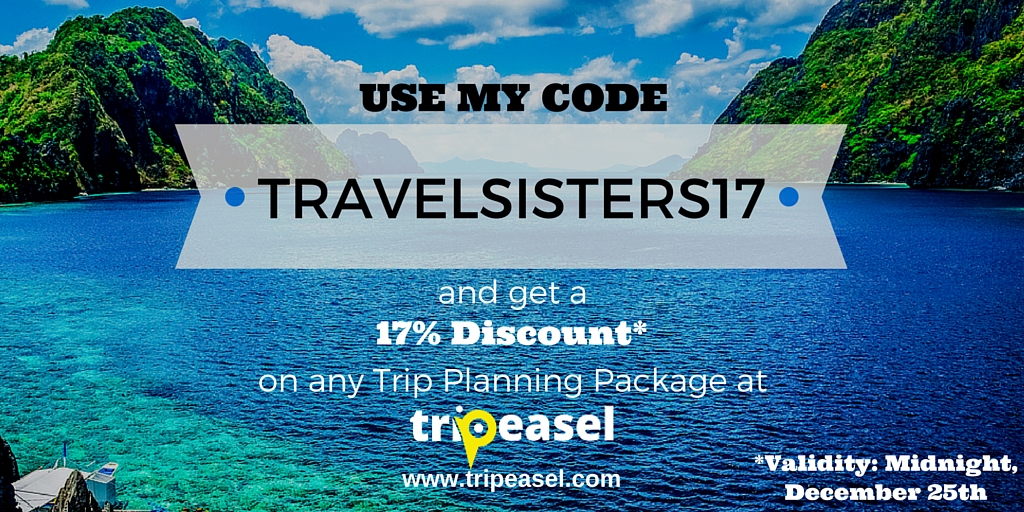 USE MY CODE
TRAVELSISTERS17
and get a
17% Discount*
on any Trip Planning Package at
tripeasel
www.tripeasel.com
*Validity: Midnight,
December 25th